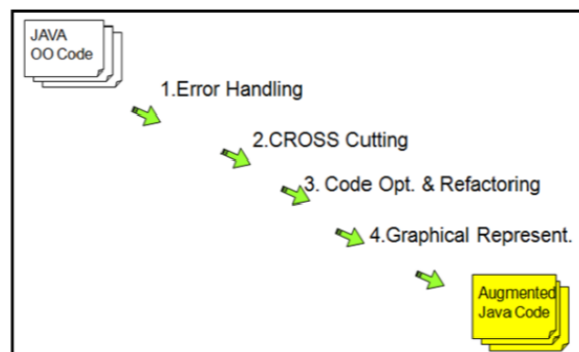 JAVA
OO Code
1.Error Handling
2.CROSS Cutting
3. Code Opt. & Refactoring
4.Graphical Represent.
Augmented
Java Code